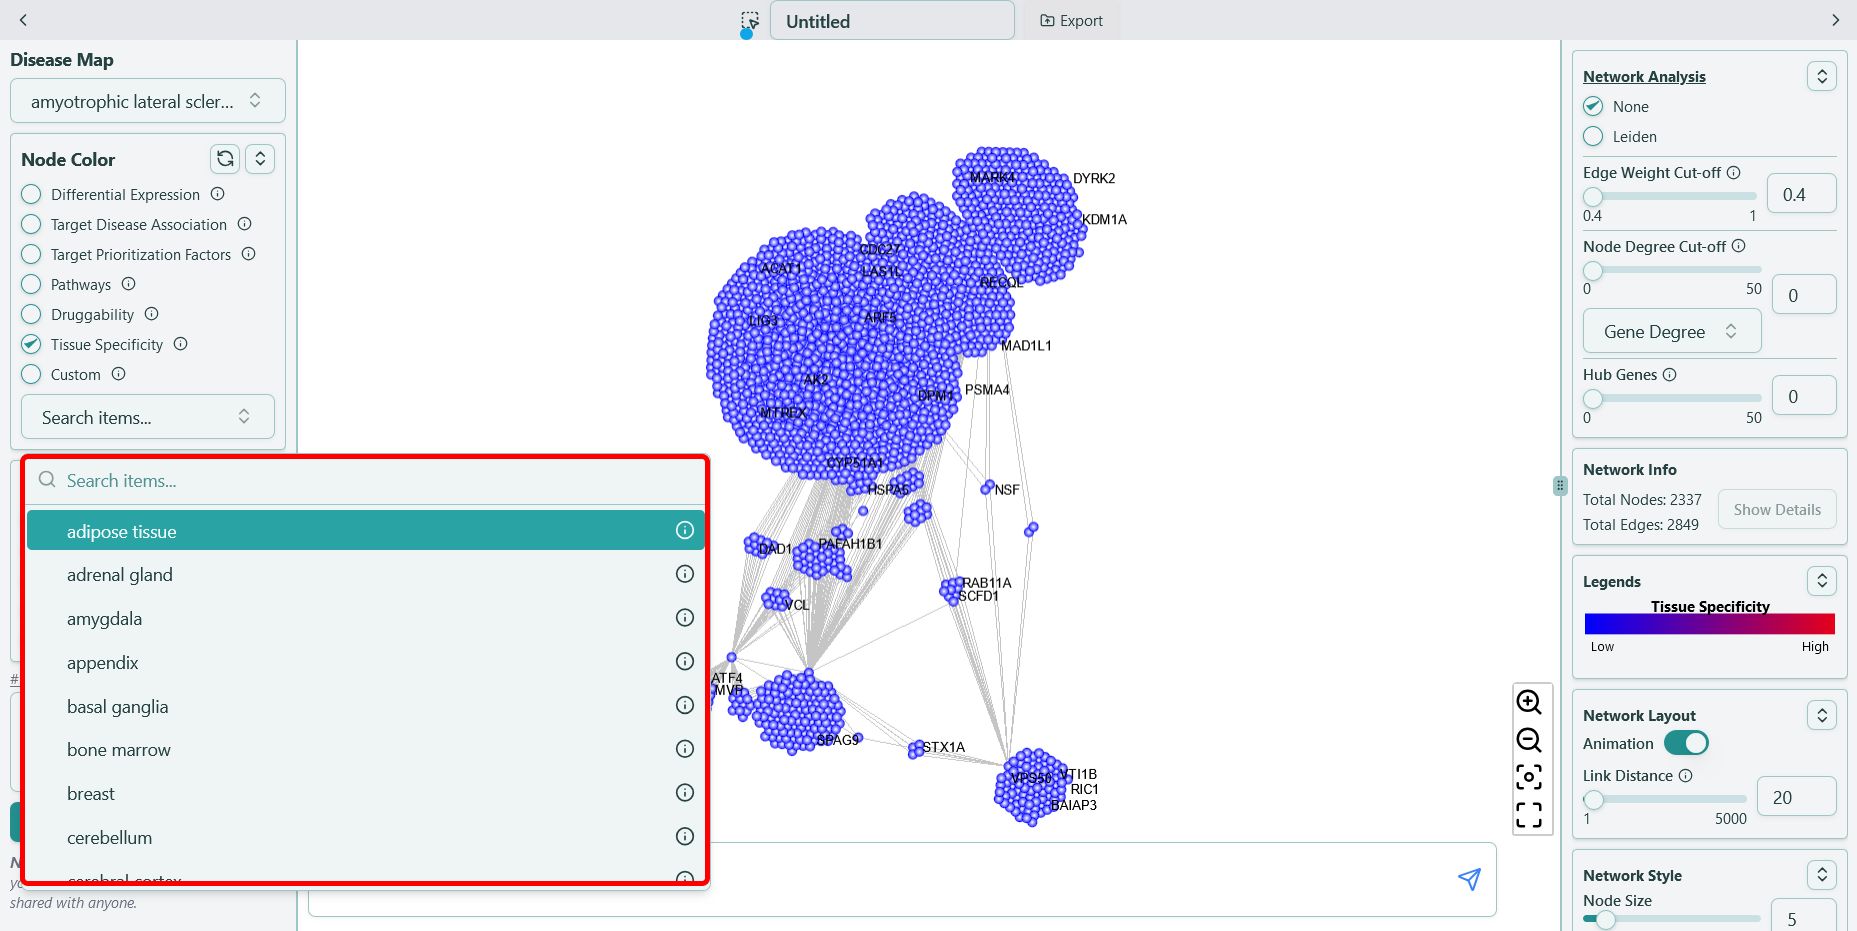 Untitled
Export
Disease Map
amyotrophic lateral scler...
Node Color
Differential Expression
Target Disease Association
Target Prioritization Factors
Pathways
Druggability
Tissue Specificity
Custom
Search items...
Search items...
adipose tissue
adrenal gland
amygdala
appendix
basal ganglia
bone marrow
breast
cerebellum
cerebral cortex
#
shared with anyone.
MARK4
DYRK2
KDM1A
CDC27
ACAT1
LAS1L
RECQL
LIG3
ARF5
MAD1L1
AK2
DPM1
PSMA4
MTREX
CYP51A1
HSPA5
NSF
DAD1
PAFAH1B1
RAB11A
SCFD1
VCL
ATF4
MVP
SPAG9
STX1A
VPS50
VTI1B
RIC1
BAIAP3
Network Analysis
None
Leiden
Edge Weight Cut-off
0.4
0.4 1
Node Degree Cut-off
0 50
0
Gene Degree
Hub Genes
0
0 50
Network Info
Total Nodes: 2337
Total Edges: 2849
Show Details
Legends
Tissue Specificity
Low High
Network Layout
Animation
Link Distance
20
1 5000
Network Style
Node Size
5